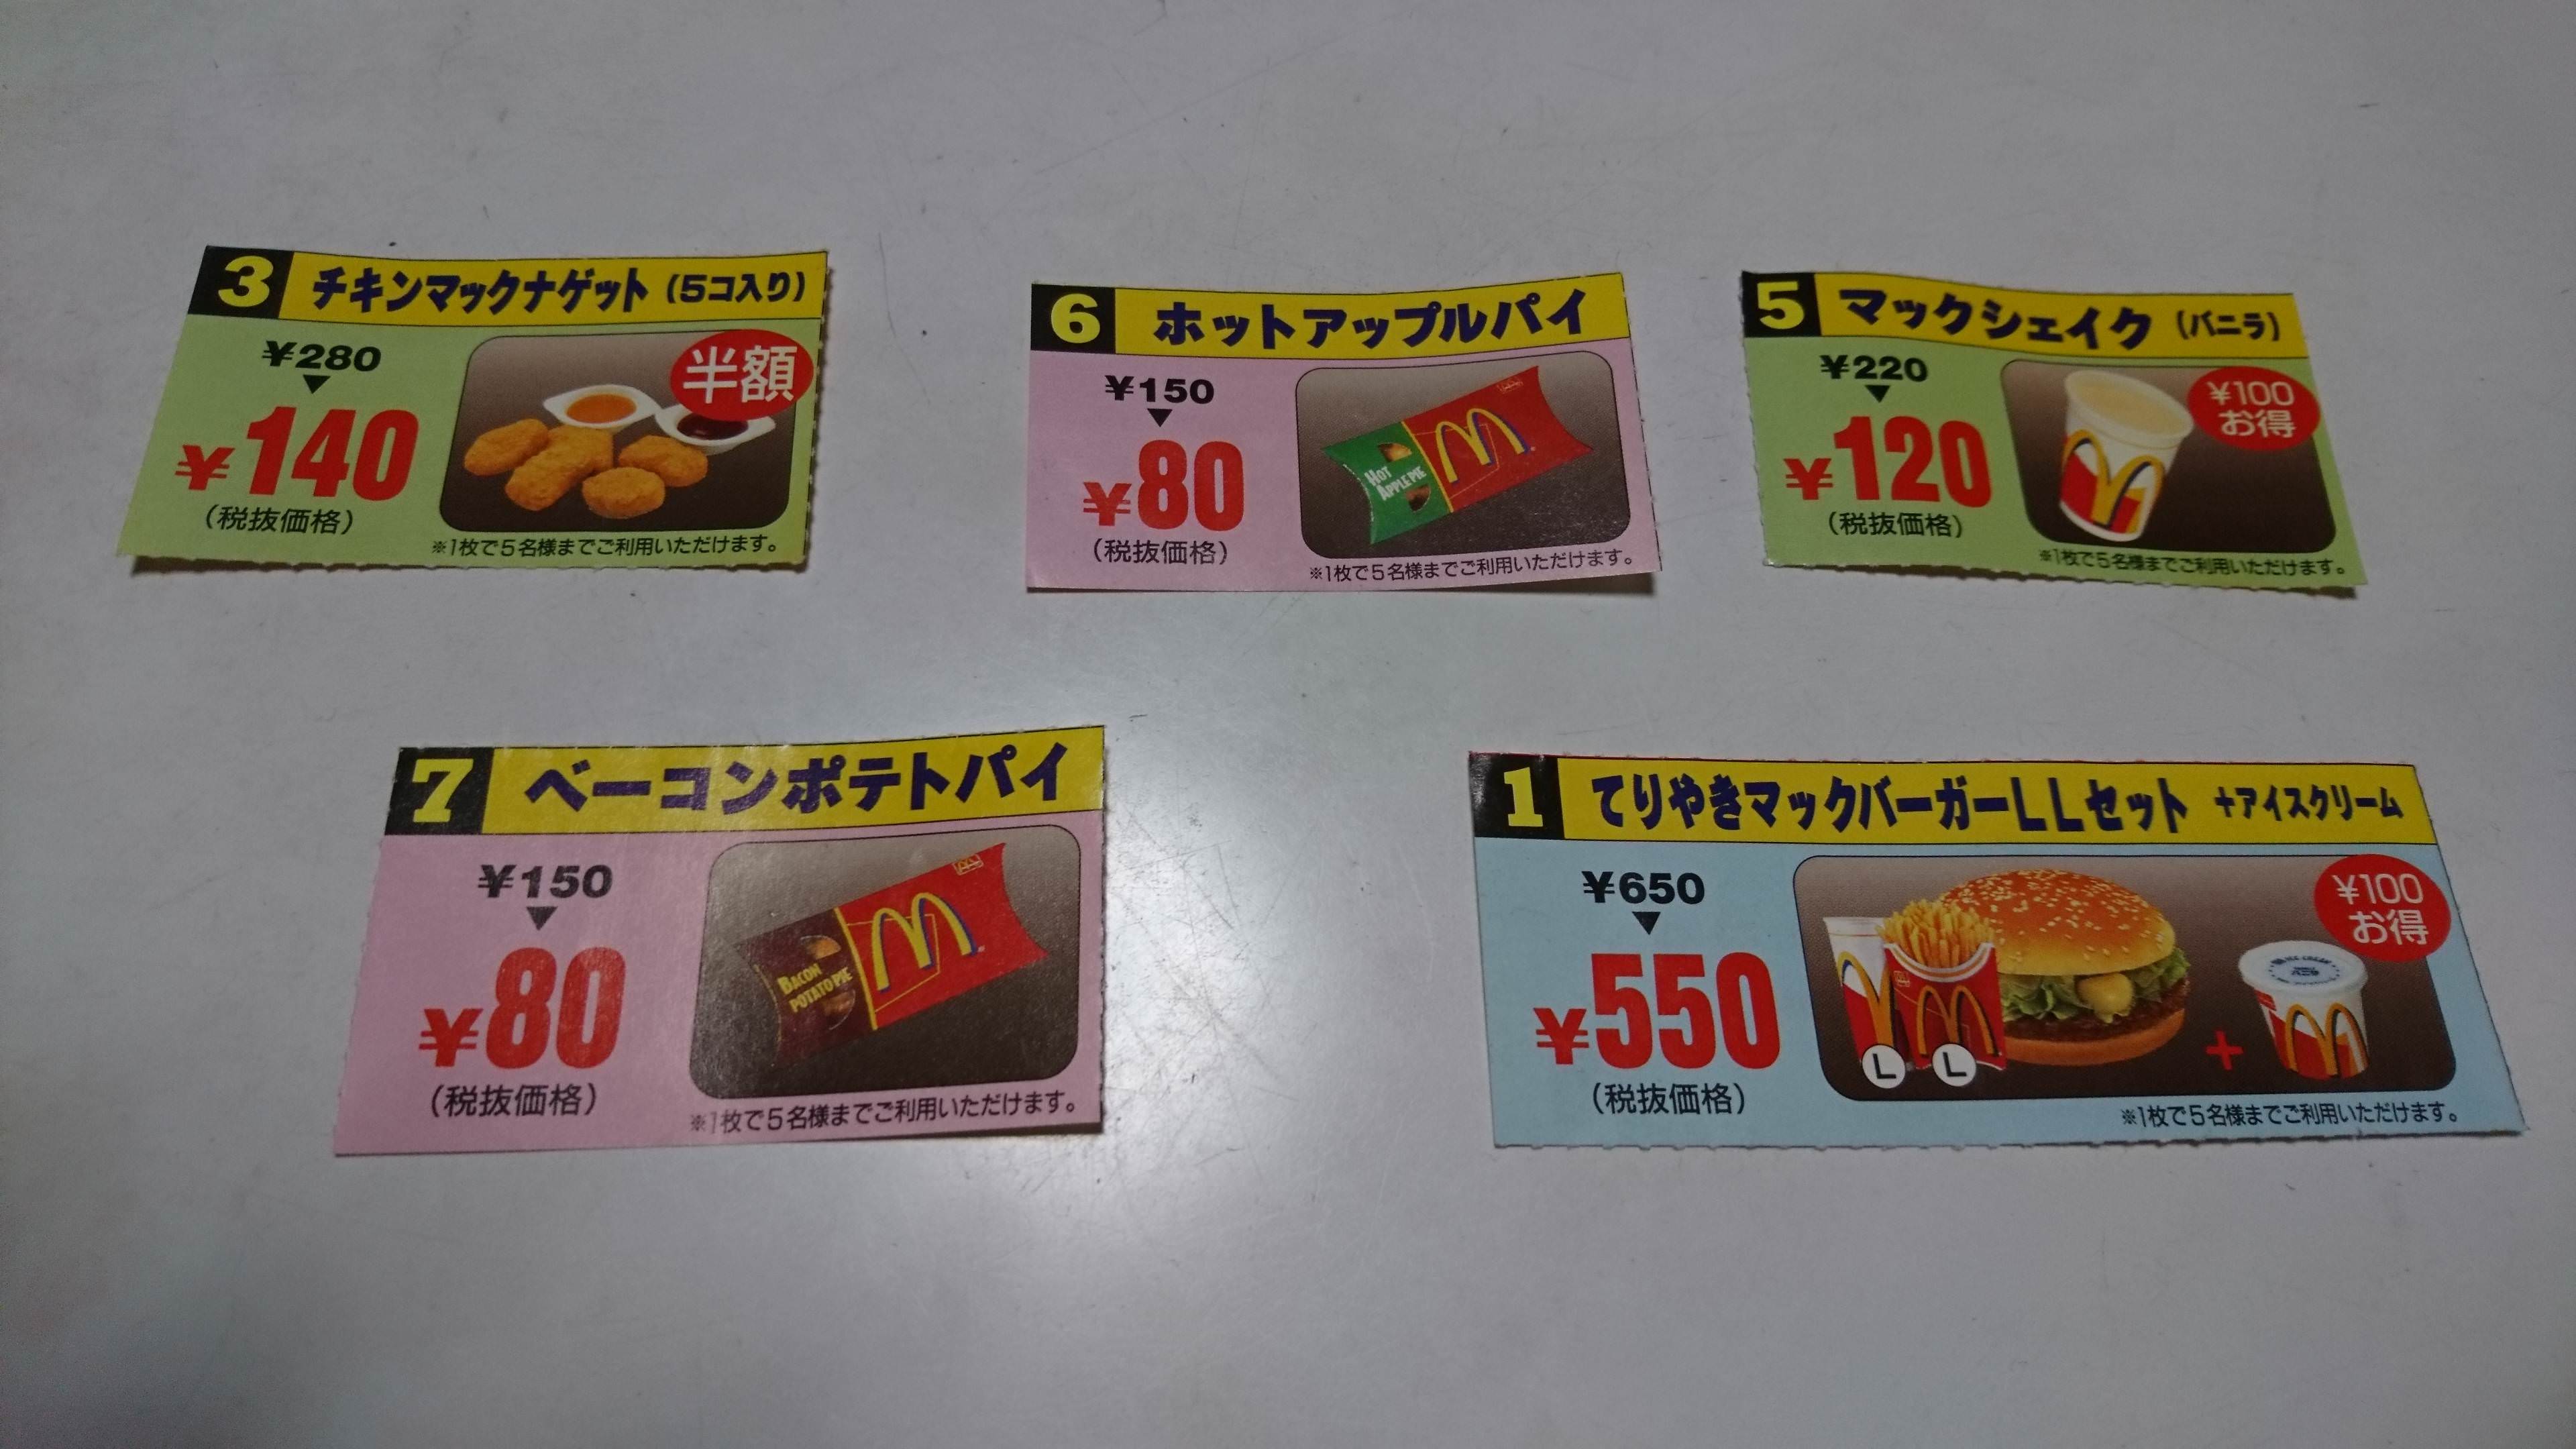 3 チキンマックナゲット（5コ入り）
¥280
▼
¥140
（税抜価格）
半額
※1枚で5名様までご利用いただけます。
6 ホットアップルパイ
¥150
▼
¥80
（税抜価格）
HOT
APPLE PIE
※1枚で5名様までご利用いただけます。
5 マックシェイク（バニラ）
¥220
▼
¥120
（税抜価格）
¥100
お得
※1枚で5名様までご利用いただけます。
7 ベーコンポテトパイ
¥150
▼
¥80
（税抜価格）
BACON
POTATO PIE
※1枚で5名様までご利用いただけます。
1 てりやきマックバーガーLLセット +アイスクリーム
¥650
▼
¥550
（税抜価格）
L L
+
¥100
お得
※1枚で5名様までご利用いただけます。